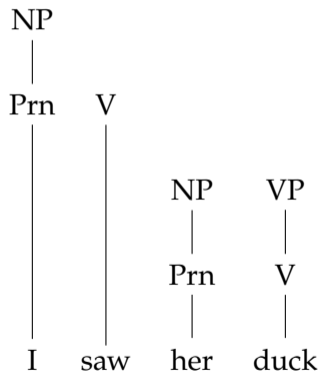 NP
Prn V
NP VP
Prn V
I saw her duck